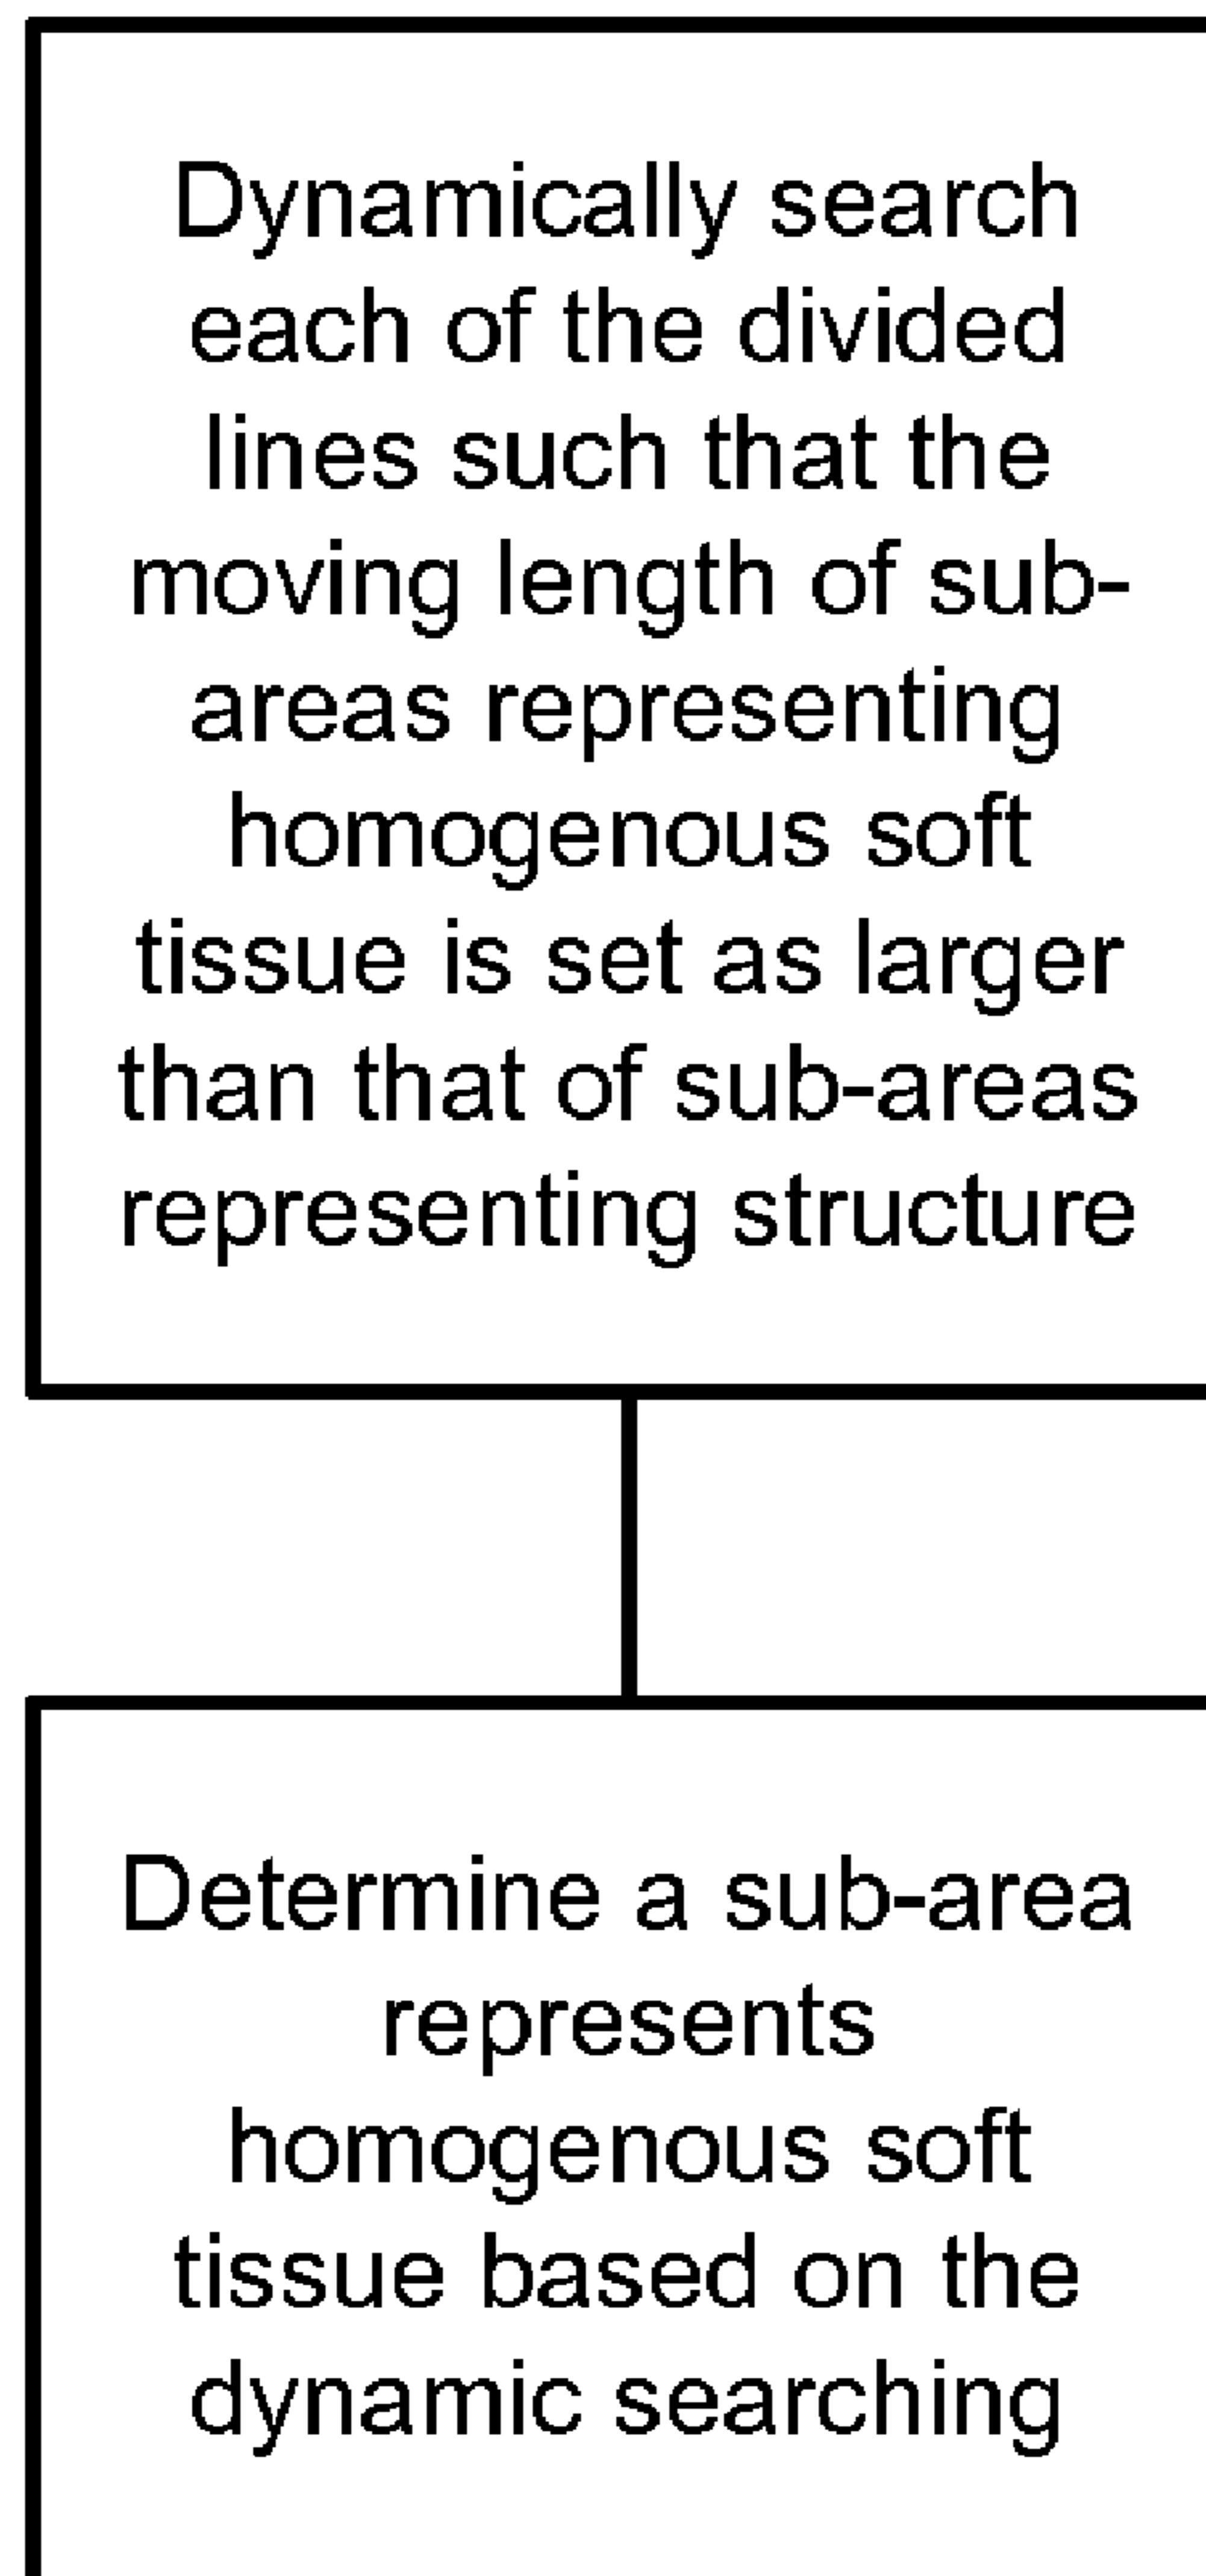 Dynamically search
each of the divided
lines such that the
moving length of sub-
areas representing
homogenous soft
tissue is set as larger
than that of sub-areas
representing structure
Determine a sub-area
represents
homogenous soft
tissue based on the
dynamic searching